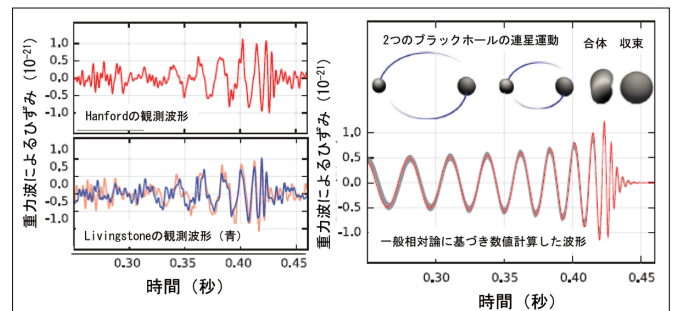 重力波によるひずみ（10⁻²¹）
1.0
0.5
0.0
-0.5
-1.0
Hanfordの観測波形
1.0
0.5
0.0
-0.5
-1.0
Livingstoneの観測波形（青）
0.30
0.35
0.40
0.45
時間（秒）
重力波によるひずみ（10⁻²¹）
2つのブラックホールの連星運動
合体
収束
1.0
0.5
0.0
-0.5
-1.0
一般相対論に基づき数値計算した波形
0.30
0.35
0.40
0.45
時間（秒）